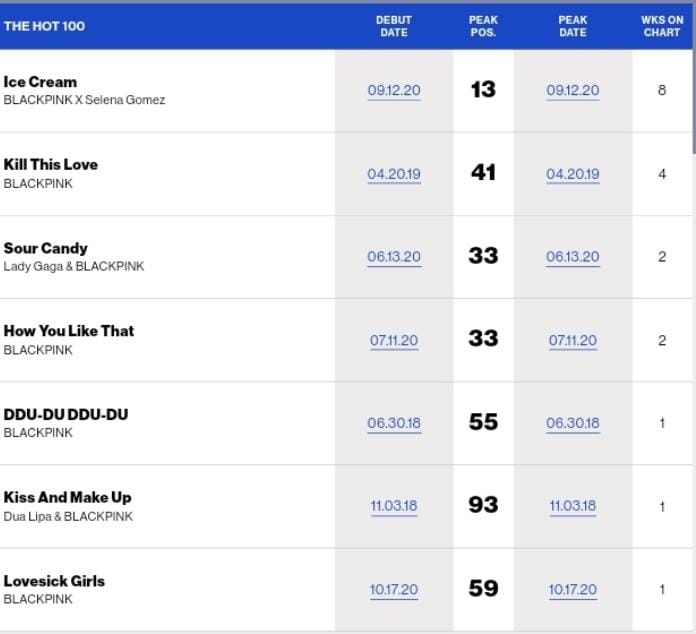 THE HOT 100
DEBUT DATE
PEAK POS.
PEAK DATE
WKS ON CHART
Ice Cream
BLACKPINK X Selena Gomez
09.12.20
13
09.12.20
8
Kill This Love
BLACKPINK
04.20.19
41
04.20.19
4
Sour Candy
Lady Gaga & BLACKPINK
06.13.20
33
06.13.20
2
How You Like That
BLACKPINK
07.11.20
33
07.11.20
2
DDU-DU DDU-DU
BLACKPINK
06.30.18
55
06.30.18
1
Kiss And Make Up
Dua Lipa & BLACKPINK
11.03.18
93
11.03.18
1
Lovesick Girls
BLACKPINK
10.17.20
59
10.17.20
1